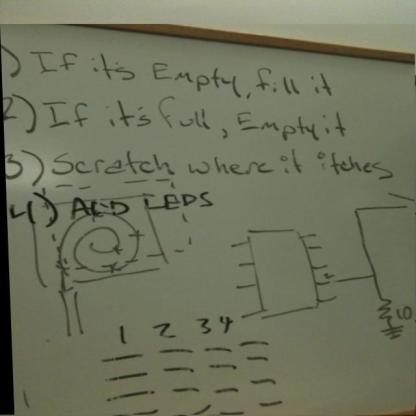 1) If it's Empty, fill it
2) If it's full, Empty it
3) Scratch where it itches
4) ADD LEDS
1 2 3 4
10